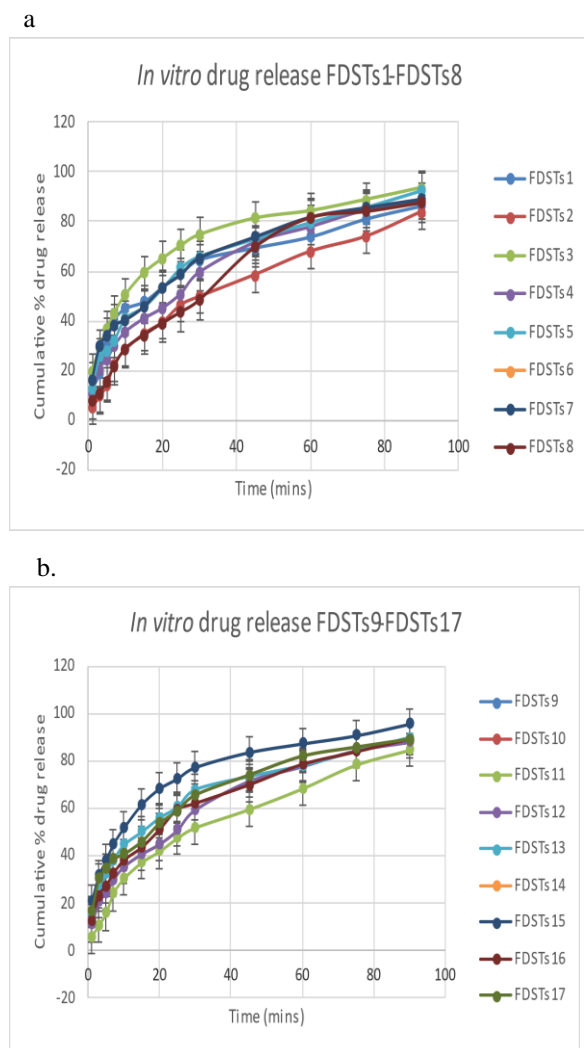 a
In vitro drug release FDSTs1-FDSTs8
120
100
80
60
40
20
0
-20
0 20 40 60 80 100
Cumulative % drug release
Time (mins)
FDSTs1
FDSTs2
FDSTs3
FDSTs4
FDSTs5
FDSTs6
FDSTs7
FDSTs8
b.
In vitro drug release FDSTs9-FDSTs17
120
100
80
60
40
20
0
-20
0 20 40 60 80 100
Cumulative % drug release
Time (mins)
FDSTs9
FDSTs10
FDSTs11
FDSTs12
FDSTs13
FDSTs14
FDSTs15
FDSTs16
FDSTs17